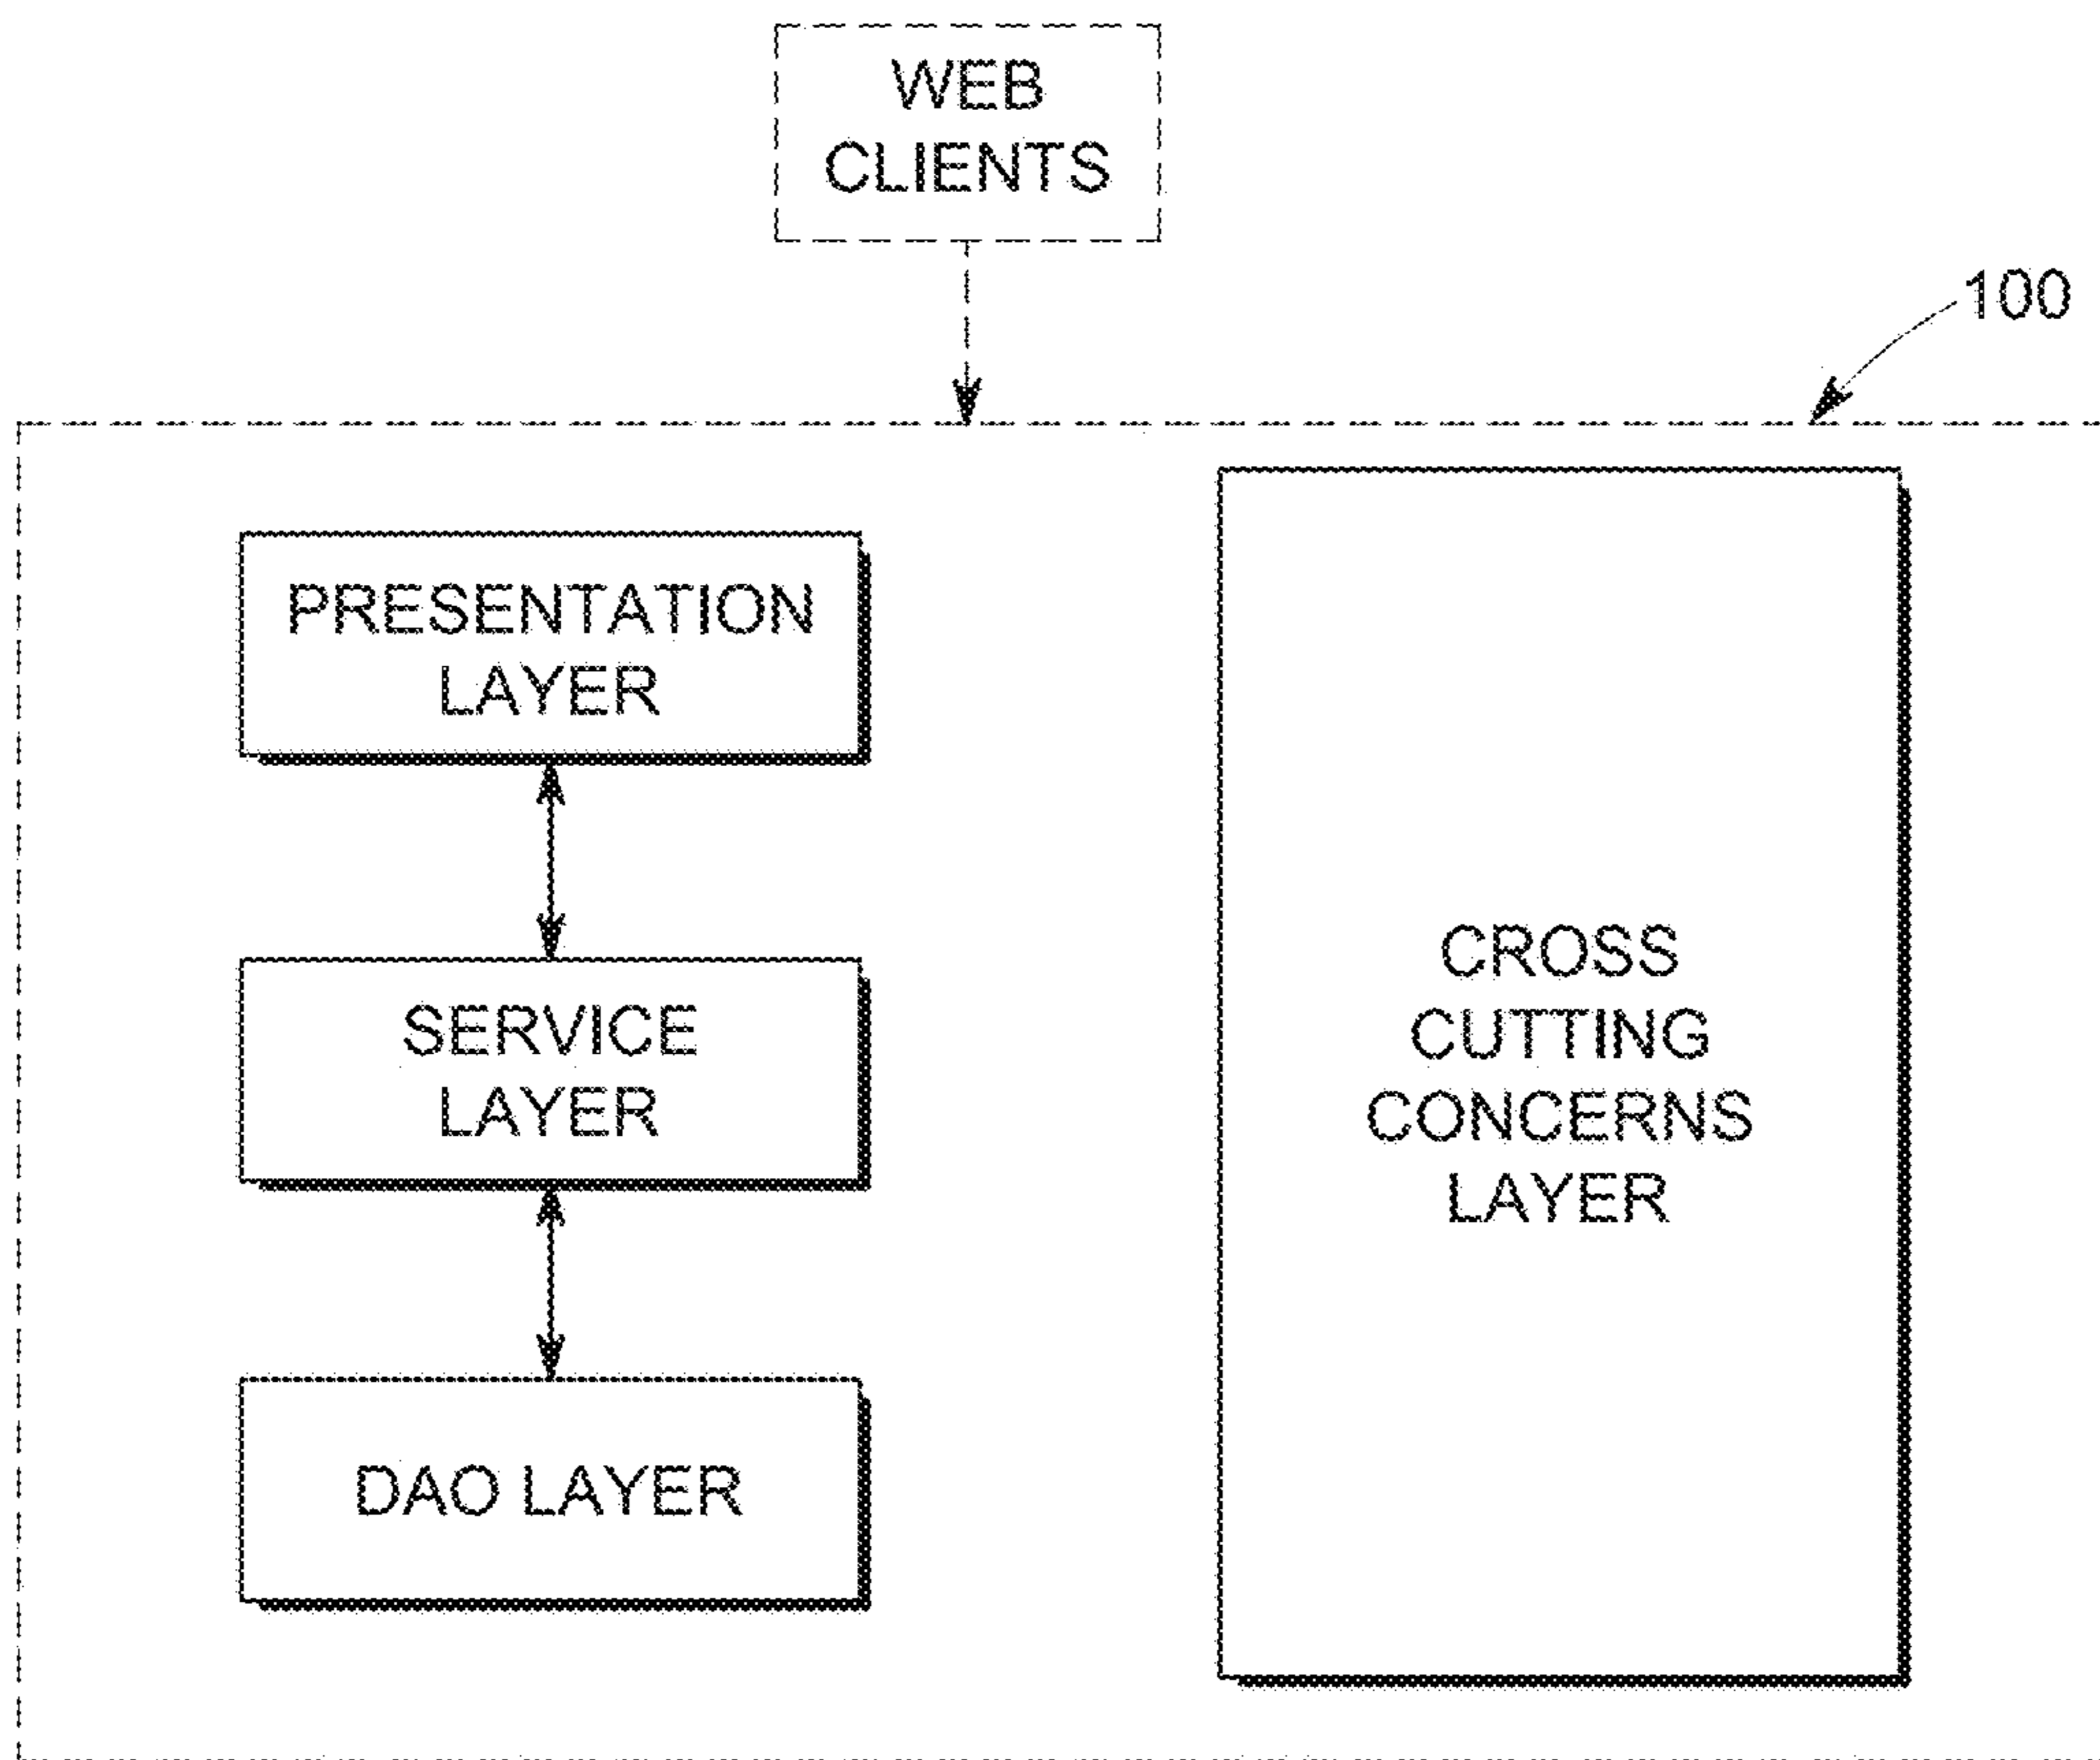 WEB
CLIENTS
100
PRESENTATION
LAYER
SERVICE
LAYER
DAO LAYER
CROSS
CUTTING
CONCERNS
LAYER